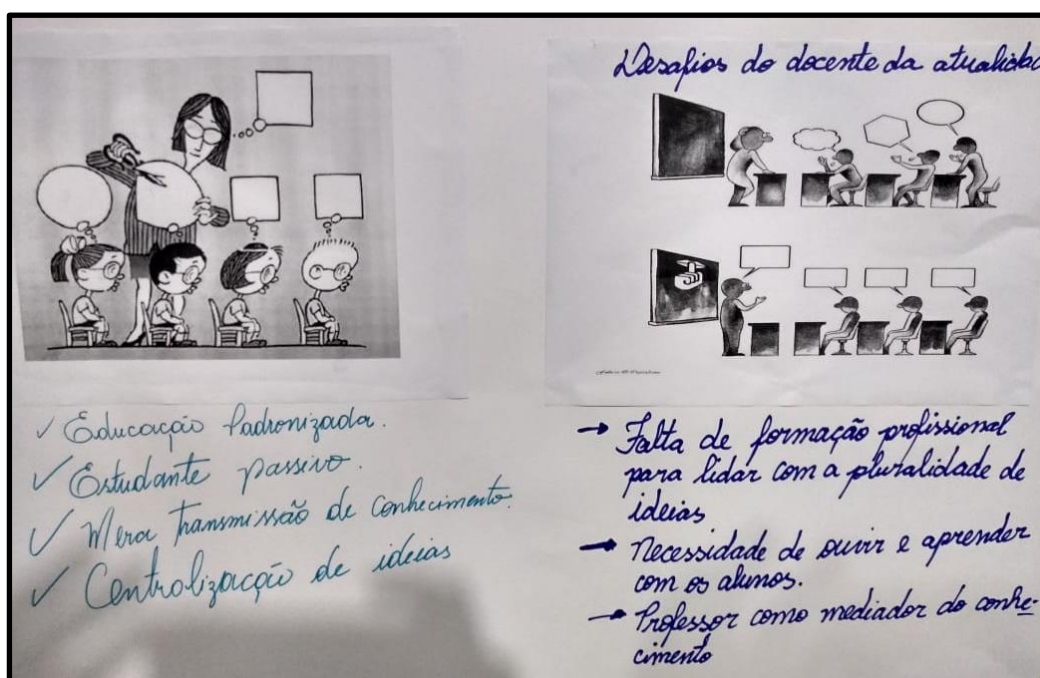 ✓ Educação Padronizada.
✓ Estudante passivo.
✓ Mera transmissão de conhecimento.
✓ Centralização de ideias
Desafios do docente da atualidad
→ Falta de formação profissional
para lidar com a pluralidade de
ideias
→ Necessidade de ouvir e aprender
com os alunos.
→ Professor como mediador do conhe-
cimento